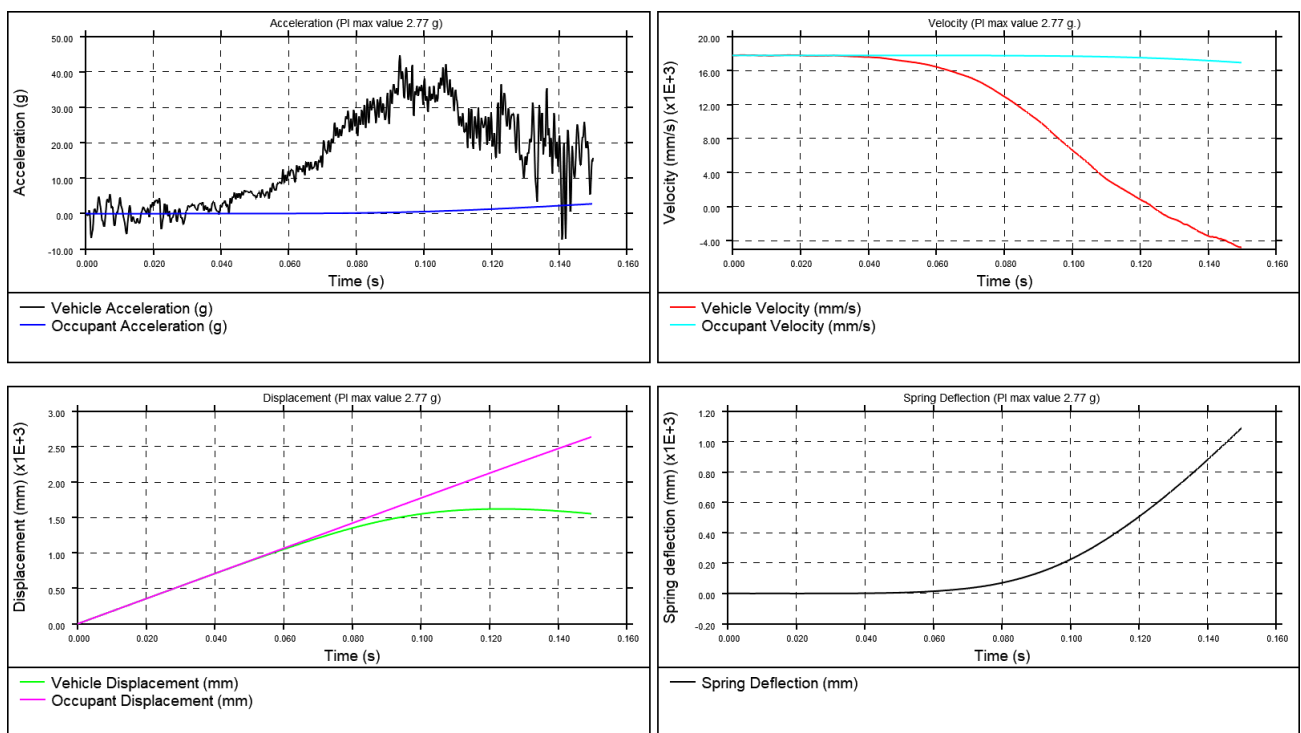 Acceleration (PI max value 2.77 g)
Acceleration (g)
50.00
40.00
30.00
20.00
10.00
0.00
-10.00
0.000 0.020 0.040 0.060 0.080 0.100 0.120 0.140 0.160
Time (s)
Vehicle Acceleration (g)
Occupant Acceleration (g)
Velocity (PI max value 2.77 g.)
Velocity (mm/s) (x1E+3)
20.00
16.00
12.00
8.00
4.00
0.00
-4.00
0.000 0.020 0.040 0.060 0.080 0.100 0.120 0.140 0.160
Time (s)
Vehicle Velocity (mm/s)
Occupant Velocity (mm/s)
Displacement (PI max value 2.77 g)
Displacement (mm) (x1E+3)
3.00
2.50
2.00
1.50
1.00
0.50
0.00
0.000 0.020 0.040 0.060 0.080 0.100 0.120 0.140 0.160
Time (s)
Vehicle Displacement (mm)
Occupant Displacement (mm)
Spring Deflection (PI max value 2.77 g)
Spring deflection (mm) (x1E+3)
1.20
1.00
0.80
0.60
0.40
0.20
0.00
-0.20
0.000 0.020 0.040 0.060 0.080 0.100 0.120 0.140 0.160
Time (s)
Spring Deflection (mm)